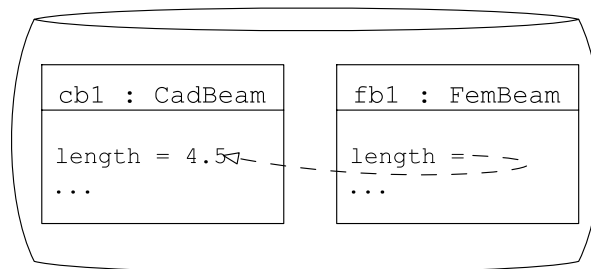 cb1 : CadBeam
length = 4.5
...
fb1 : FemBeam
length =
...